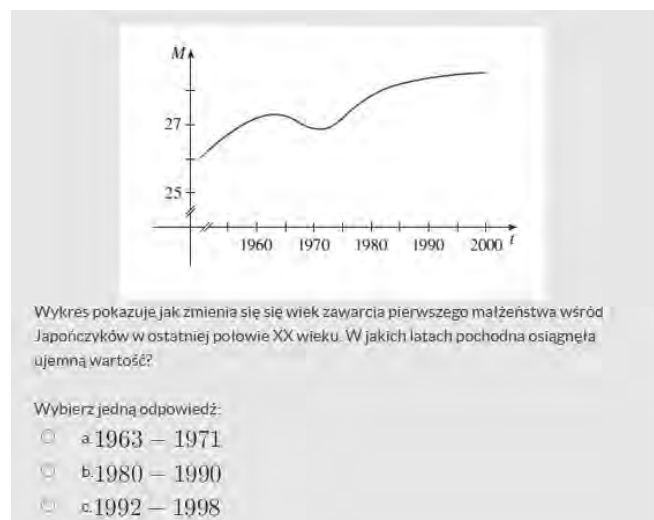 M
27
25
1960 1970 1980 1990 2000 t
Wykres pokazuje jak zmienia się się wiek zawarcia pierwszego małżeństwa wśród
Japończyków w ostatniej połowie XX wieku. W jakich latach pochodna osiągnęła
ujemną wartość?
Wybierz jedną odpowiedź:
a. 1963 – 1971
b. 1980 – 1990
c. 1992 – 1998